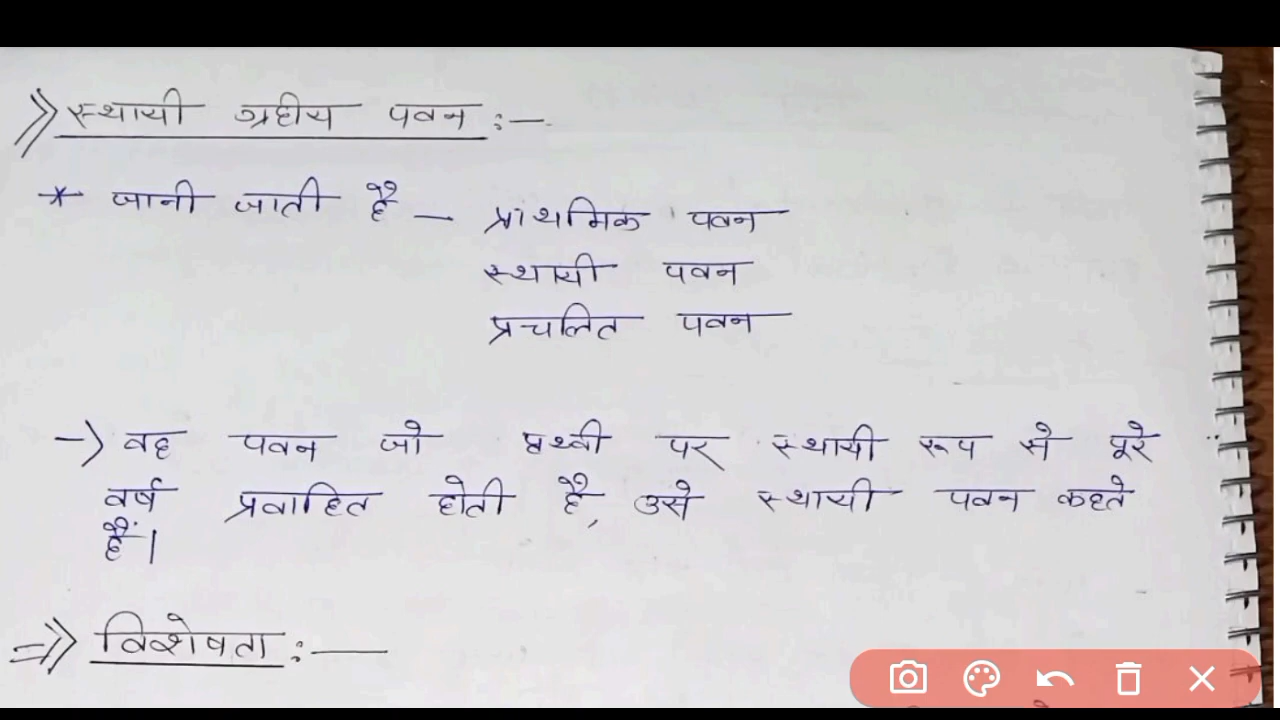 स्थायी ग्रहीय पवन :—
* जानी जाती है — प्राथमिक पवन
स्थायी पवन
प्रचलित पवन
→ वह पवन जो पृथ्वी पर स्थायी रूप से पूरे
वर्ष प्रवाहित होती है, उसे स्थायी पवन कहते
हैं।
⇒ विशेषता :—